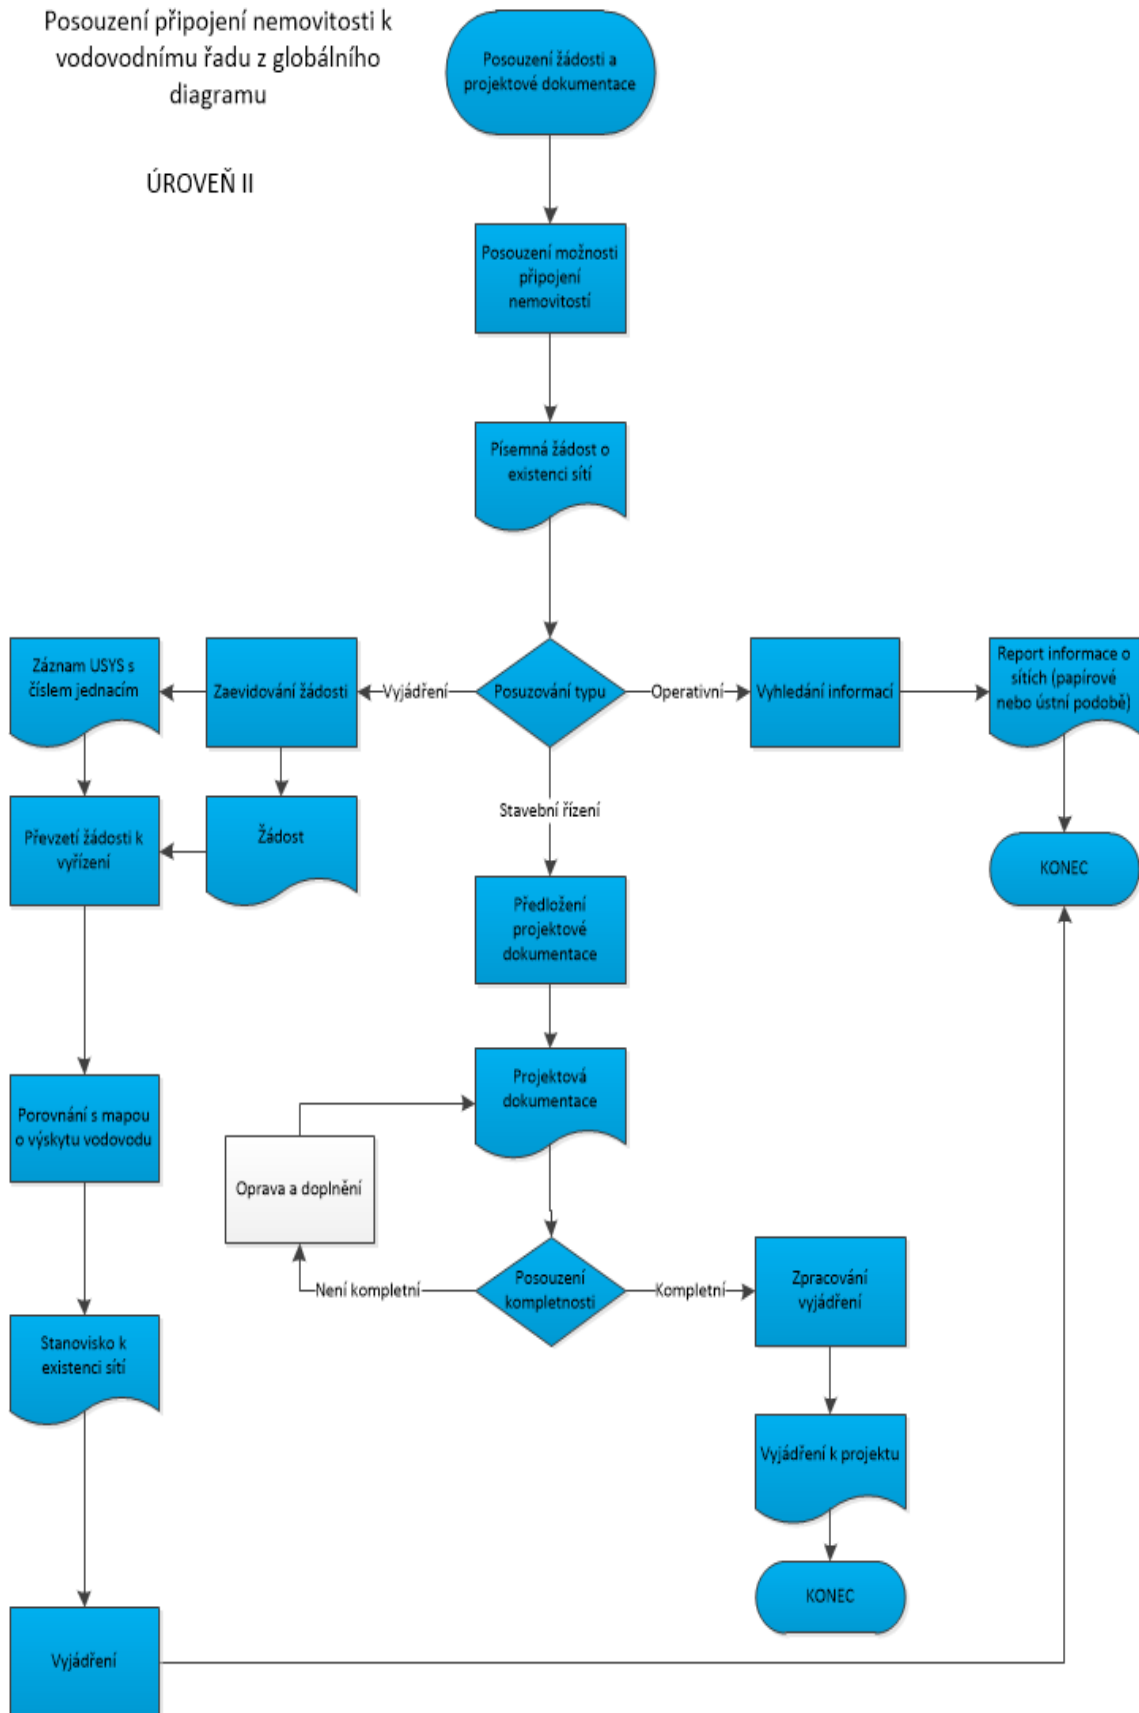 Posouzení připojení nemovitosti k
vodovodnímu řadu z globálního
diagramu
ÚROVEŇ II
Posouzení žádosti a
projektové dokumentace
Posouzení možnosti
připojení
nemovitostí
Písemná žádost o
existenci sítí
Záznam USYS s
číslem jednacím
Zaevidování žádosti
Vyjádření
Posuzování typu
Operativní
Vyhledání informací
Report informace o
sítích (papírové
nebo ústní podobě)
Stavební řízení
Převzetí žádosti k
vyřízení
Žádost
KONEC
Předložení
projektové
dokumentace
Projektová
dokumentace
Porovnání s mapou
o výskytu vodovodu
Oprava a doplnění
Není kompletní
Posouzení
kompletnosti
Kompletní
Zpracování
vyjádření
Stanovisko k
existenci sítí
Vyjádření k projektu
KONEC
Vyjádření